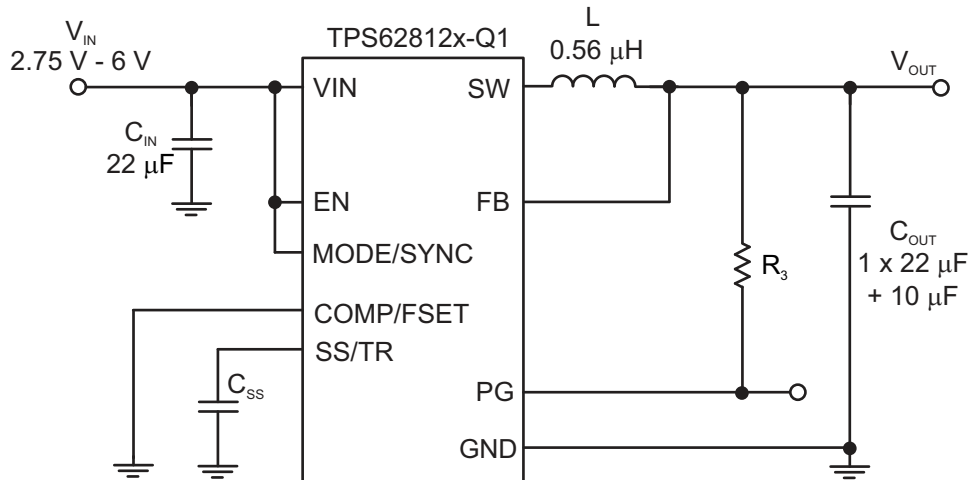 TPS62812x-Q1
V_IN
2.75 V - 6 V
C_IN
22 μF
VIN
EN
MODE/SYNC
COMP/FSET
SS/TR
C_SS
SW
FB
PG
GND
L
0.56 μH
R_3
V_OUT
C_OUT
1 x 22 μF
+ 10 μF